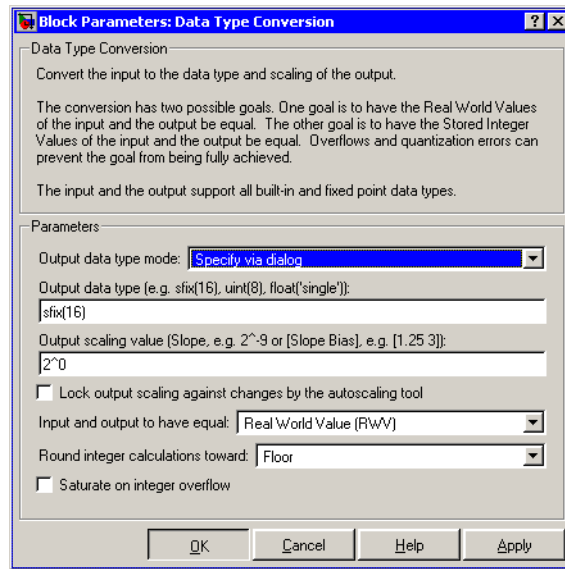 Block Parameters: Data Type Conversion
Data Type Conversion
Convert the input to the data type and scaling of the output.
The conversion has two possible goals. One goal is to have the Real World Values
of the input and the output be equal.  The other goal is to have the Stored Integer
Values of the input and the output be equal.  Overflows and quantization errors can
prevent the goal from being fully achieved.
The input and the output support all built-in and fixed point data types.
Parameters
Output data type mode: Specify via dialog
Output data type (e.g. sfix(16), uint(8), float('single')):
sfix(16)
Output scaling value (Slope, e.g. 2^-9 or [Slope Bias], e.g. [1.25 3]):
2^0
Lock output scaling against changes by the autoscaling tool
Input and output to have equal: Real World Value (RWV)
Round integer calculations toward: Floor
Saturate on integer overflow
OK Cancel Help Apply